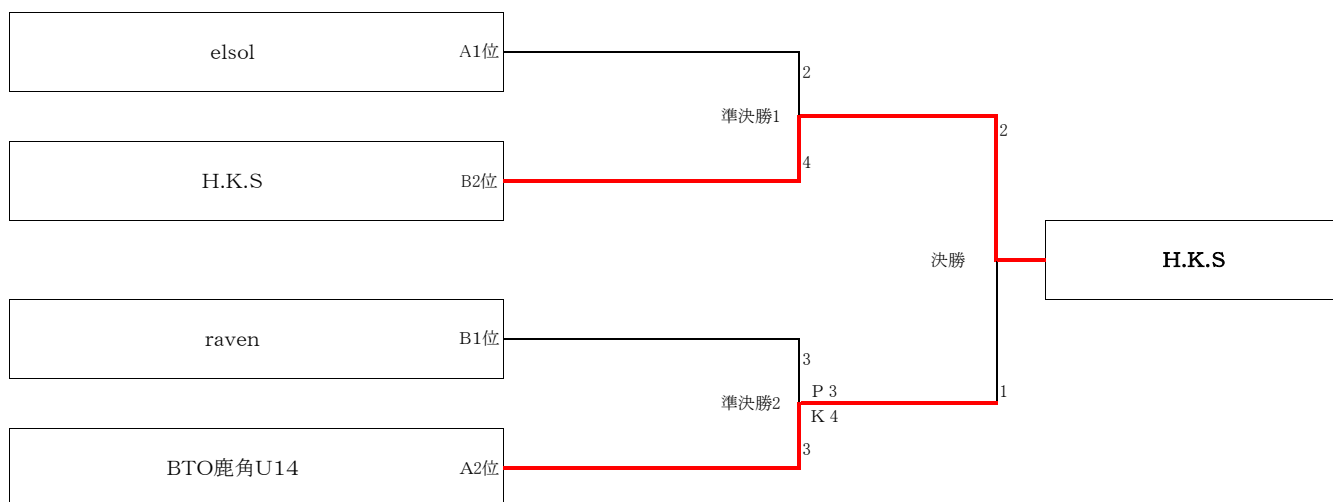 elsol A1位
2
準決勝1
2
4
H.K.S B2位
決勝
H.K.S
raven B1位
3
P 3
1
準決勝2
K 4
3
BTO鹿角U14 A2位